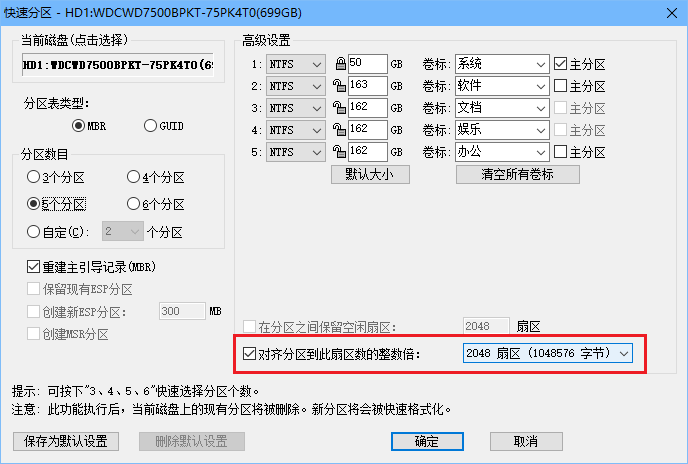 快速分区 - HD1:WDCWD7500BPKT-75PK4T0(699GB)
当前磁盘(点击选择)
HD1:WDCWD7500BPKT-75PK4T0(69
分区表类型:
MBR GUID
分区数目
3个分区 4个分区
5个分区 6个分区
自定(C): 2 个分区
重建主引导记录(MBR)
保留现有ESP分区
创建新ESP分区: 300 MB
创建MSR分区
高级设置
1: NTFS 50 GB 卷标: 系统 主分区
2: NTFS 163 GB 卷标: 软件 主分区
3: NTFS 162 GB 卷标: 文档 主分区
4: NTFS 162 GB 卷标: 娱乐 主分区
5: NTFS 162 GB 卷标: 办公 主分区
默认大小 清空所有卷标
在分区之间保留空闲扇区: 2048 扇区
对齐分区到此扇区数的整数倍: 2048 扇区 (1048576 字节)
提示: 可按下"3、4、5、6"快速选择分区个数。
注意: 此功能执行后，当前磁盘上的现有分区将被删除。新分区将会被快速格式化。
保存为默认设置 删除默认设置 确定 取消